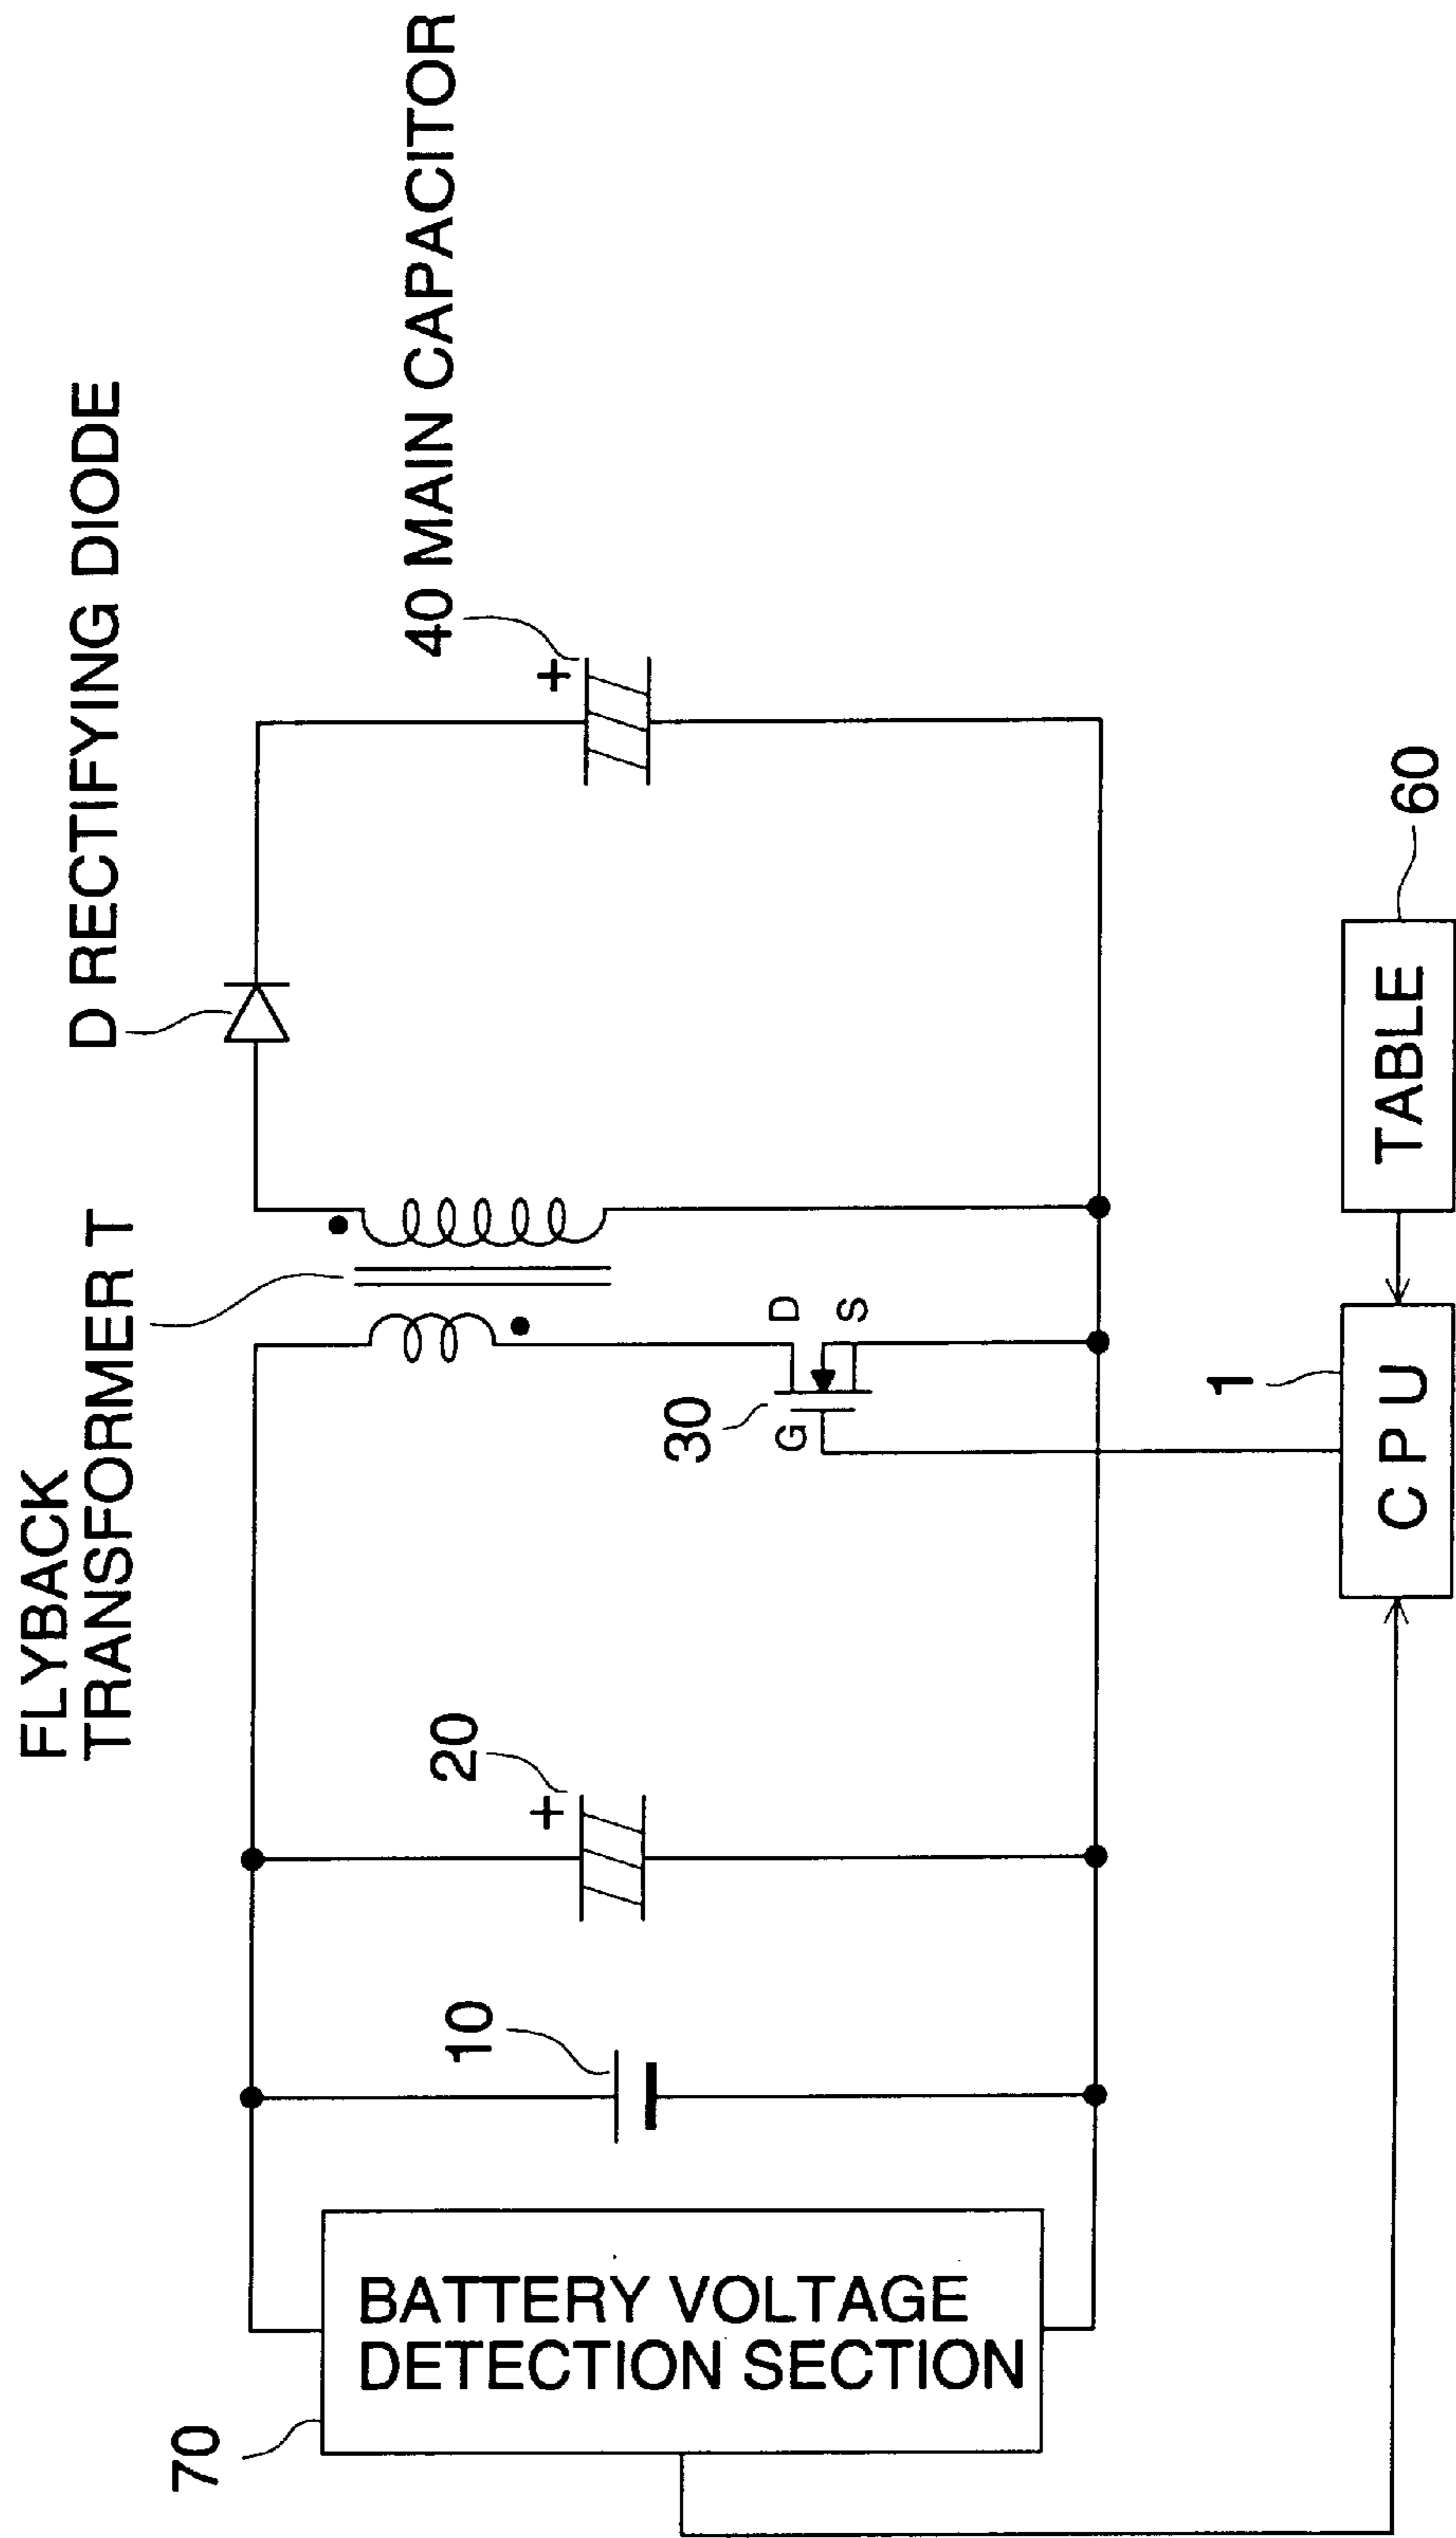 FLYBACK
TRANSFORMER T
D RECTIFYING DIODE
40 MAIN CAPACITOR
+
+
20
10
30
D
S
G
70
BATTERY VOLTAGE
DETECTION SECTION
1
CPU
TABLE
60